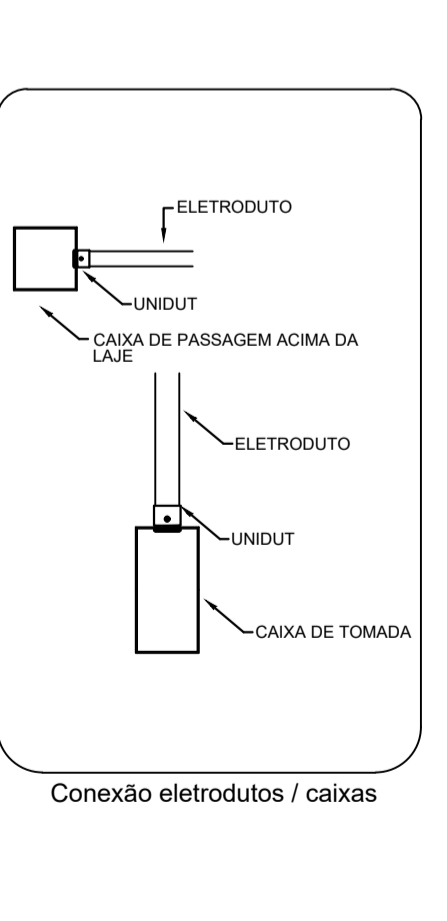 ELETRODUTO
UNIDUT
CAIXA DE PASSAGEM ACIMA DA
LAJE
ELETRODUTO
UNIDUT
CAIXA DE TOMADA
Conexão eletrodutos / caixas